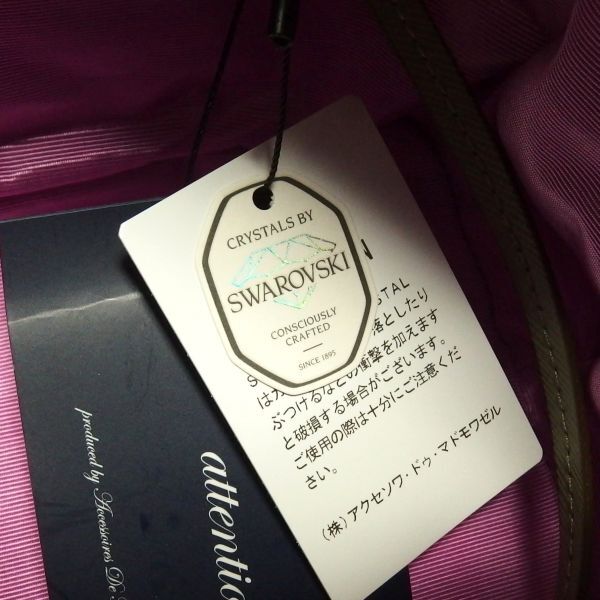 CRYSTALS BY
SWAROVSKI
CONSCIOUSLY
CRAFTED
SINCE 1895
落としたり
ぶつけるなどの衝撃を加えます
と破損する場合がございます。
ご使用の際は十分にご注意くだ
さい。
(株)アクセソワ・ドゥ・マドモワゼル
attentio
produced by Accessoires De